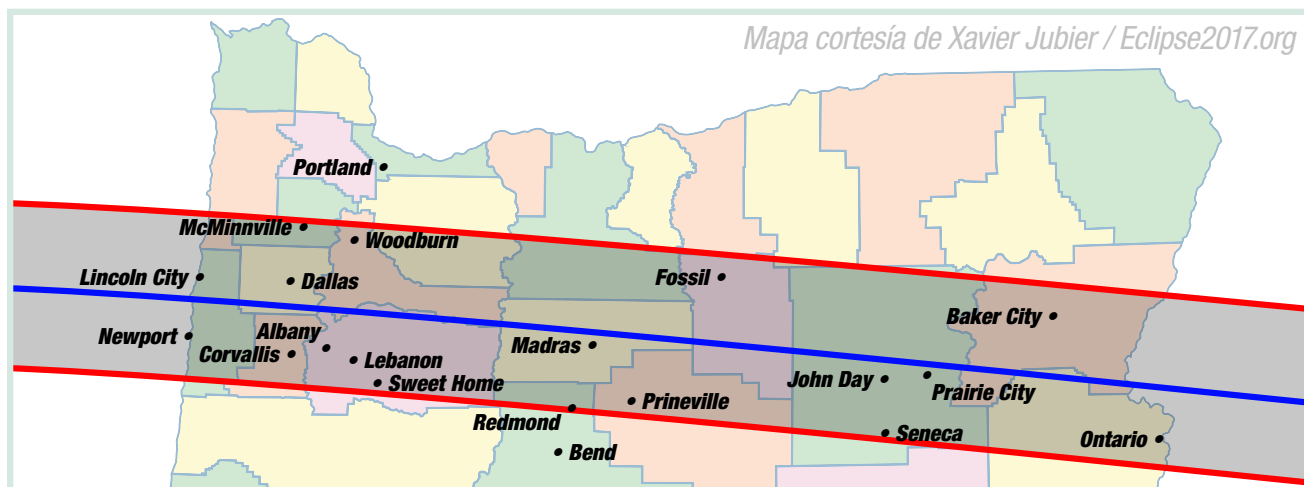 Mapa cortesía de Xavier Jubier / Eclipse2017.org
Portland
McMinnville
Woodburn
Lincoln City
Dallas
Fossil
Newport
Albany
Corvallis
Lebanon
Madras
Baker City
Sweet Home
John Day
Prairie City
Redmond
Prineville
Bend
Seneca
Ontario